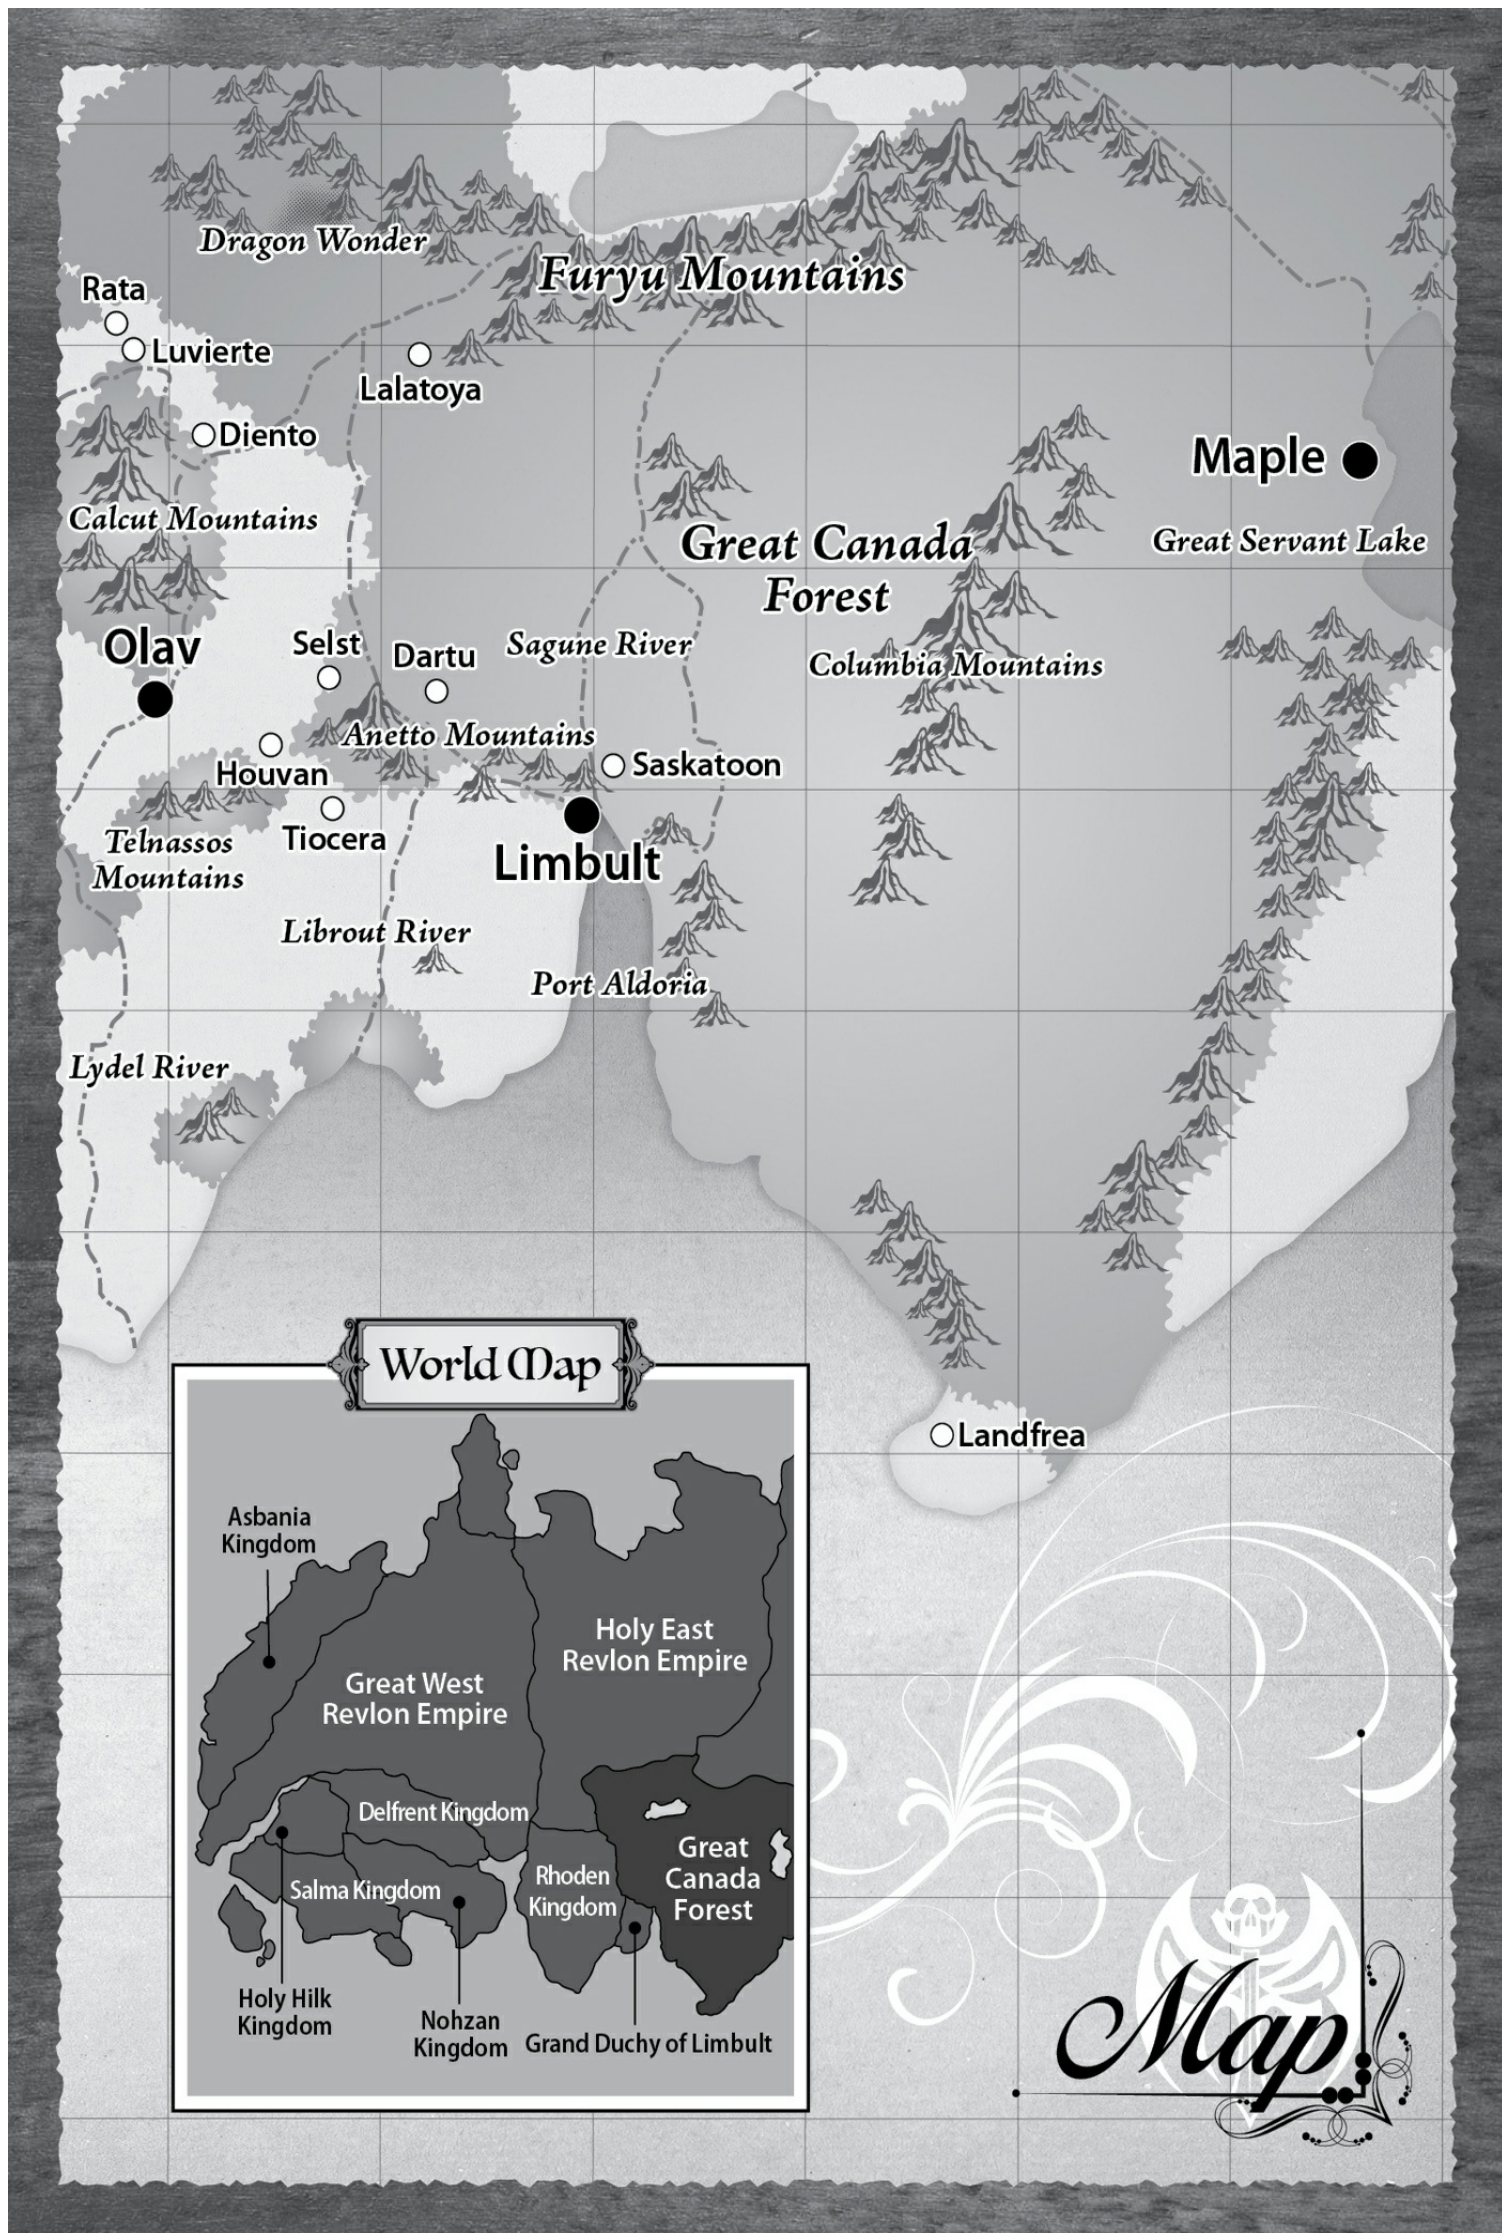 Dragon Wonder
Furyu Mountains
Rata
Luvierte
Lalatoya
Diento
Maple
Calcut Mountains
Great Canada
Forest
Great Servant Lake
Olav
Selst
Dartu
Sagune River
Columbia Mountains
Anetto Mountains
Houvan
Saskatoon
Tiocera
Telnassos
Mountains
Limbult
Librout River
Port Aldoria
Lydel River
Landfrea
World Map
Asbania
Kingdom
Holy East
Revlon Empire
Great West
Revlon Empire
Delfrent Kingdom
Great
Canada
Forest
Rhoden
Kingdom
Salma Kingdom
Holy Hilk
Kingdom
Nohzan
Kingdom
Grand Duchy of Limbult
Map